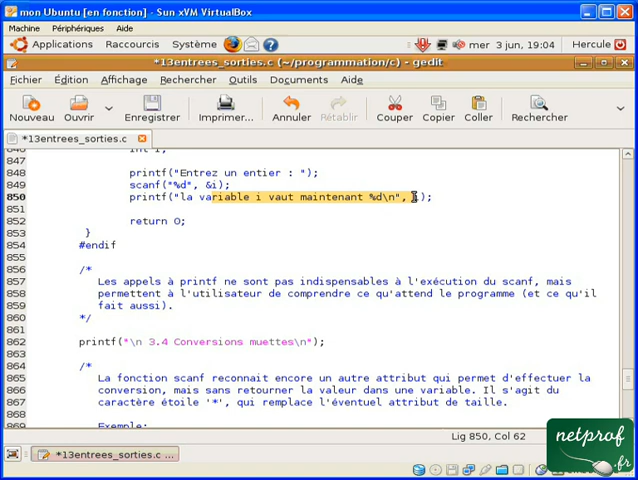 mon Ubuntu [en fonction] - Sun xVM VirtualBox
Machine Périphériques Aide
Applications Raccourcis Système mer 3 jun, 19:04 Hercule
*13entrees_sorties.c (~/programmation/c) - gedit
Fichier Édition Affichage Rechercher Outils Documents Aide
Nouveau Ouvrir Enregistrer Imprimer... Annuler Rétablir Couper Copier Coller Rechercher
*13entrees_sorties.c
846 int i;
847
848 printf("Entrez un entier : ");
849 scanf("%d", &i);
850 printf("la variable i vaut maintenant %d\n", i);
851
852 return 0;
853 }
854 #endif
855
856 /*
857 Les appels à printf ne sont pas indispensables à l'exécution du scanf, mais
858 permettent à l'utilisateur de comprendre ce qu'attend le programme (et ce qu'il
859 fait aussi).
860 */
861
862 printf("\n 3.4 Conversions muettes\n");
863
864 /*
865 La fonction scanf reconnait encore un autre attribut qui permet d'effectuer la
866 conversion, mais sans retourner la valeur dans une variable. Il s'agit du
867 caractère étoile '*', qui remplace l'éventuel attribut de taille.
868
869 Exemple:
Lig 850, Col 62
*13entrees_sorties.c ...
netprof
.fr